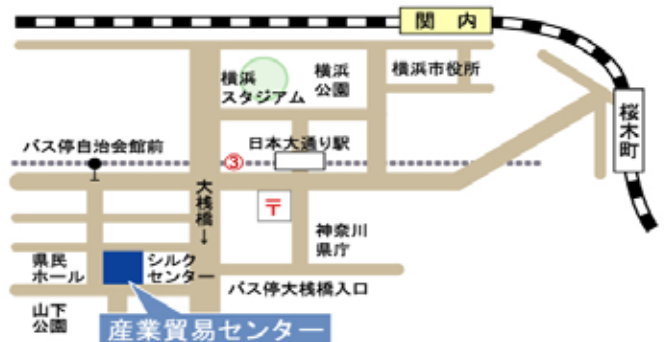 関内
横浜
スタジアム
横浜
公園
横浜市役所
桜木町
バス停自治会館前
③
日本大通り駅
大桟橋↓
〒
神奈川
県庁
県民
ホール
シルク
センター
バス停大桟橋入口
山下
公園
産業貿易センター